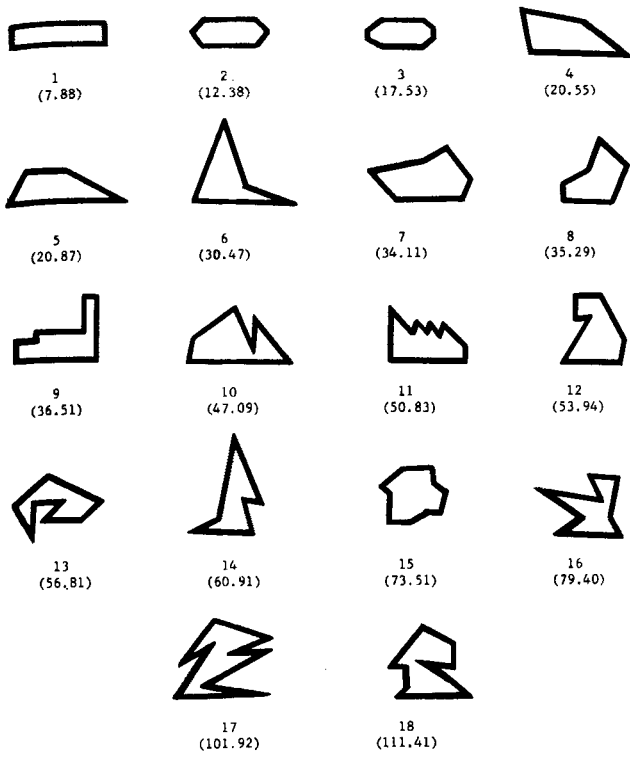 1 2 3 4
(7.88) (12.38) (17.53) (20.55)
5 6 7 8
(20.87) (30.47) (34.11) (35.29)
9 10 11 12
(36.51) (47.09) (50.83) (53.94)
13 14 15 16
(56.81) (60.91) (73.51) (79.40)
17 18
(101.92) (111.41)